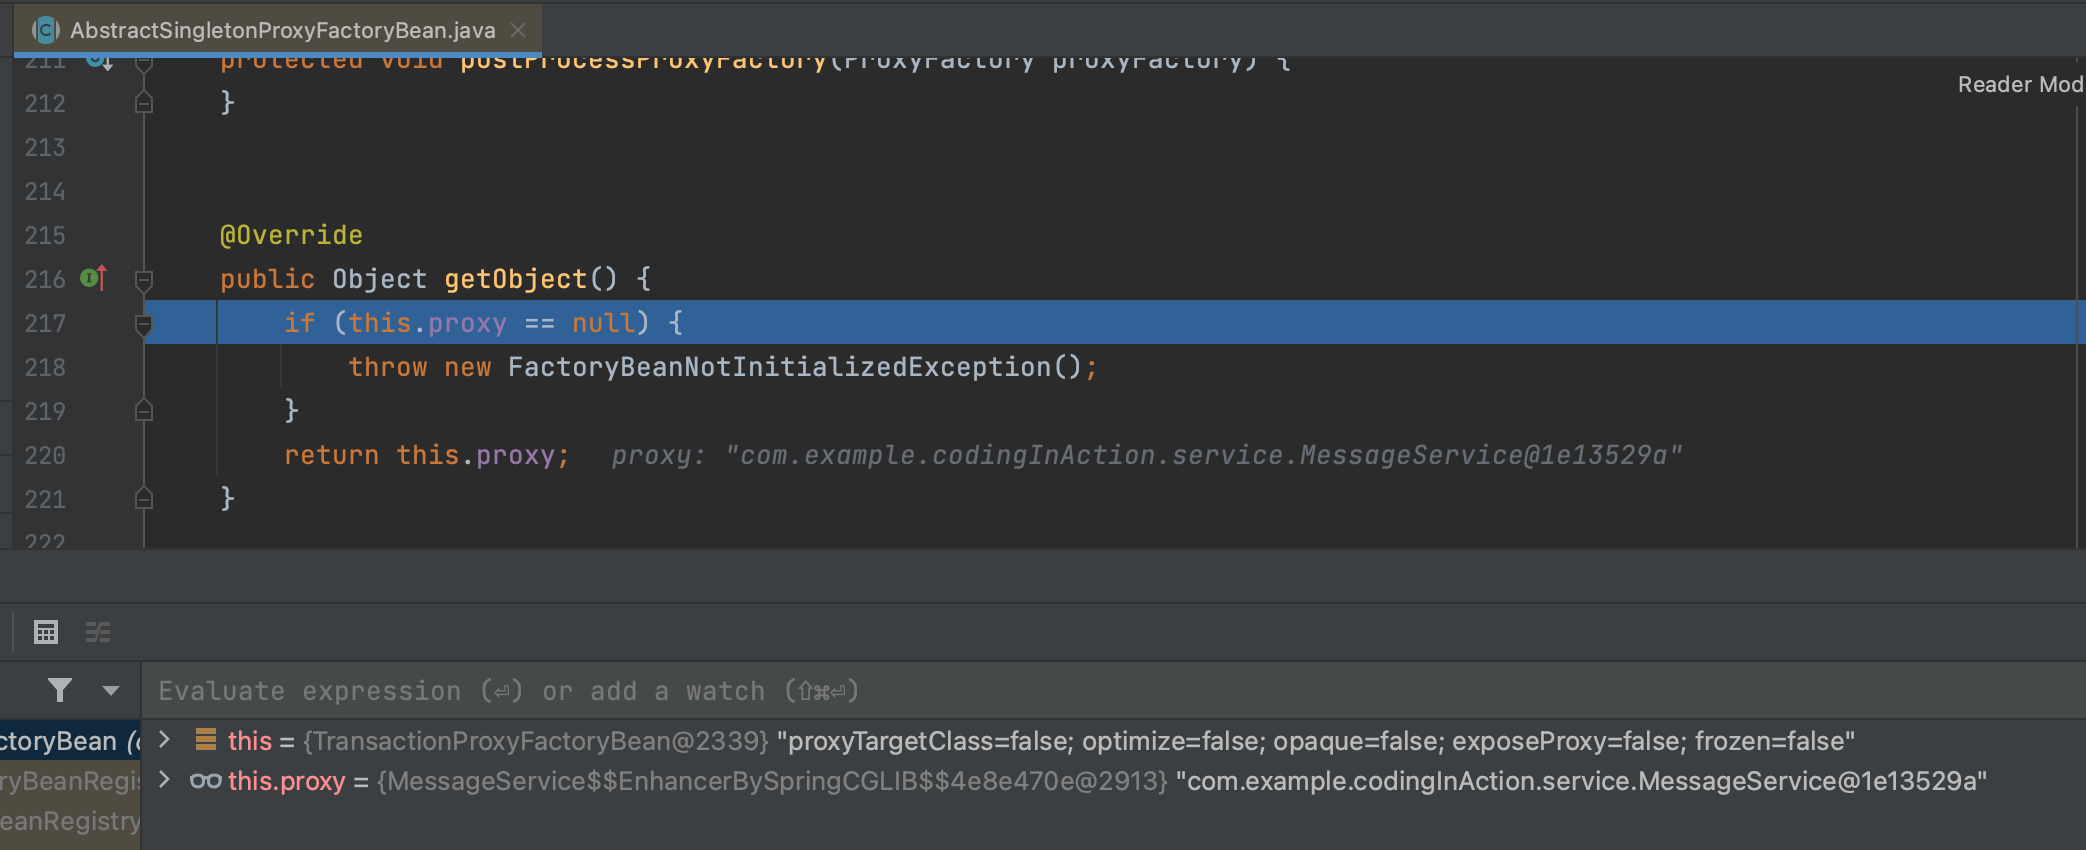 AbstractSingletonProxyFactoryBean.java
211 protected void postProcessProxyFactory(ProxyFactory proxyFactory) {
Reader Mod
212 }
213
214
215 @Override
216 public Object getObject() {
217 if (this.proxy == null) {
218 throw new FactoryBeanNotInitializedException();
219 }
220 return this.proxy; proxy: "com.example.codingInAction.service.MessageService@1e13529a"
221 }
222
Evaluate expression (⏎) or add a watch (⇧⌘⏎)
ctoryBean (c
this = {TransactionProxyFactoryBean@2339} "proxyTargetClass=false; optimize=false; opaque=false; exposeProxy=false; frozen=false"
ryBeanRegis
this.proxy = {MessageService$$EnhancerBySpringCGLIB$$4e8e470e@2913} "com.example.codingInAction.service.MessageService@1e13529a"
eanRegistry